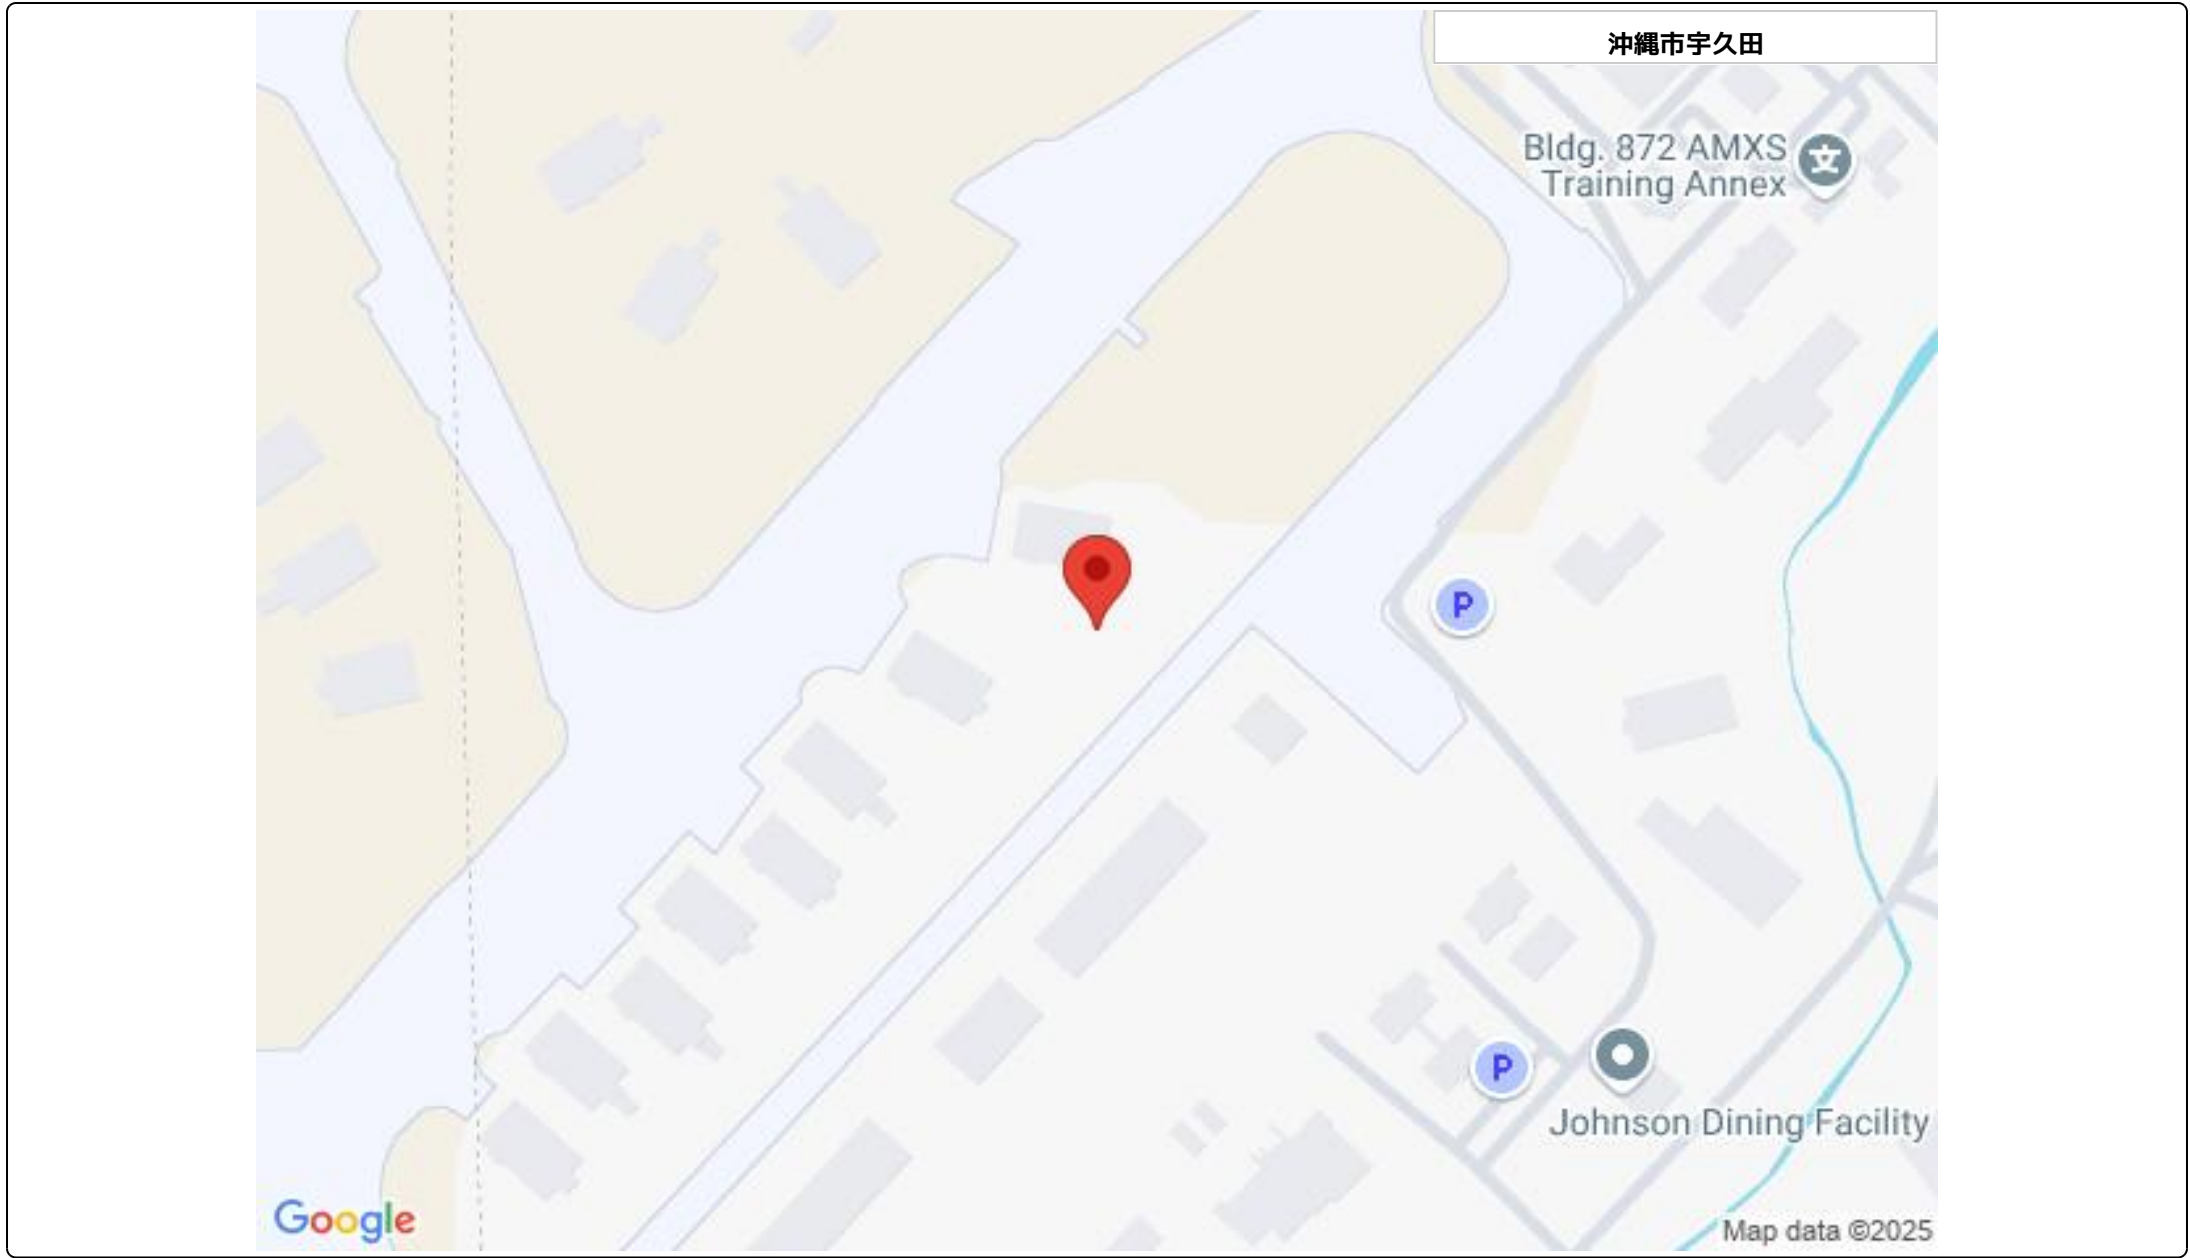 沖縄市宇久田
Bldg. 872 AMXS
Training Annex
P
P
Johnson Dining Facility
Google
Map data ©2025